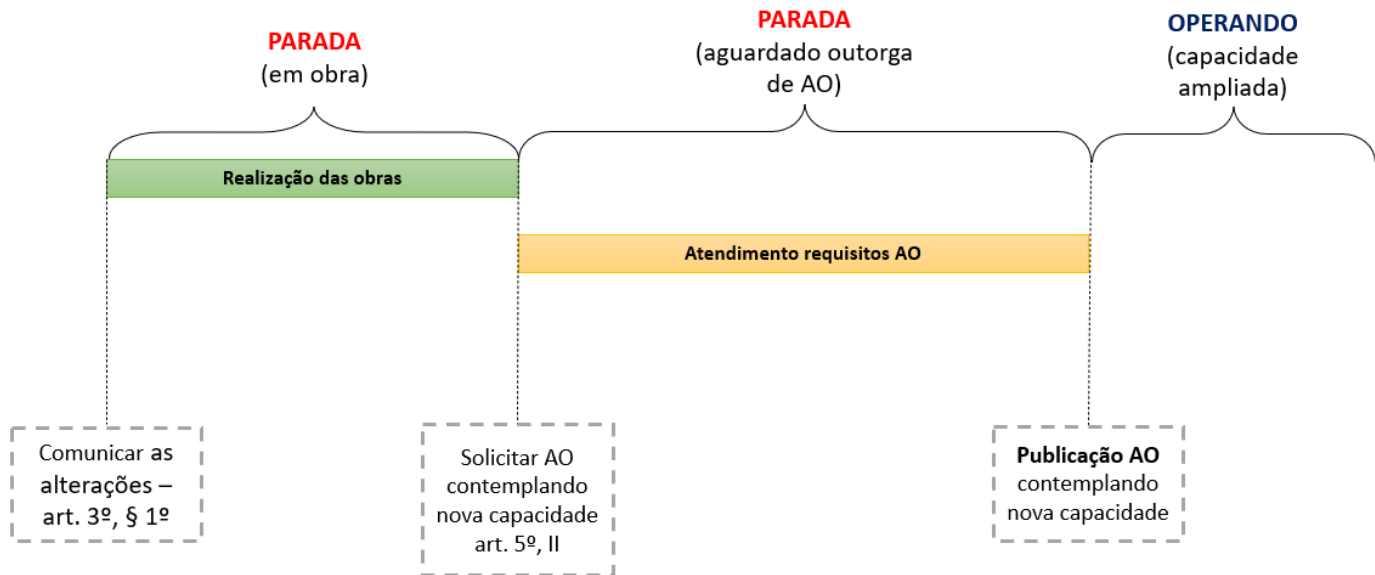 PARADA
(em obra)
PARADA
(aguardado outorga
de AO)
OPERANDO
(capacidade
ampliada)
Realização das obras
Atendimento requisitos AO
Comunicar as
alterações –
art. 3º, § 1º
Solicitar AO
contemplando
nova capacidade
art. 5º, II
Publicação AO
contemplando
nova capacidade